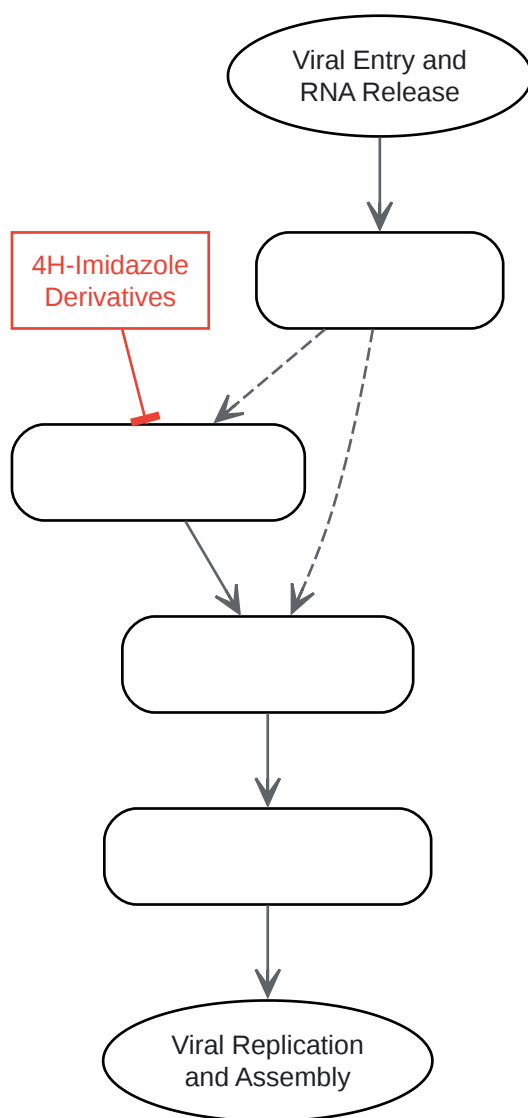 Viral Entry and
RNA Release
4H-Imidazole
Derivatives
Viral Replication
and Assembly